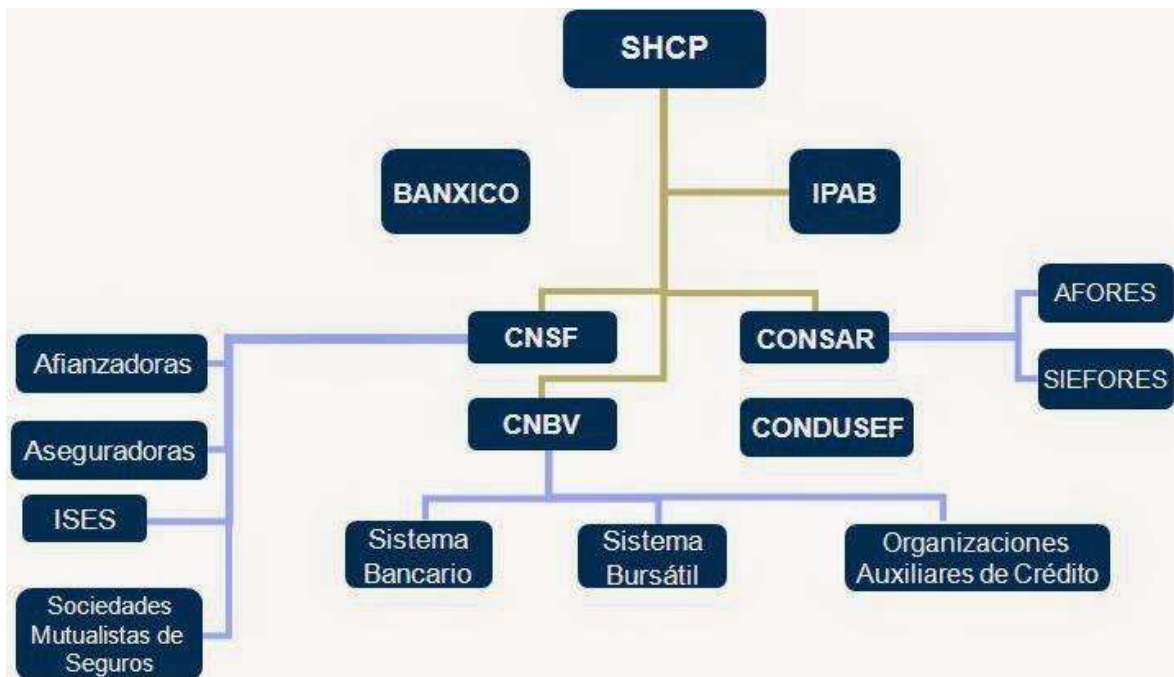 SHCP
BANXICO
IPAB
AFORES
CNSF
CONSAR
Afianzadoras
SIEFORES
CNBV
CONDUSEF
Aseguradoras
ISES
Sistema
Bancario
Sistema
Bursátil
Organizaciones
Auxiliares de Crédito
Sociedades
Mutualistas de
Seguros